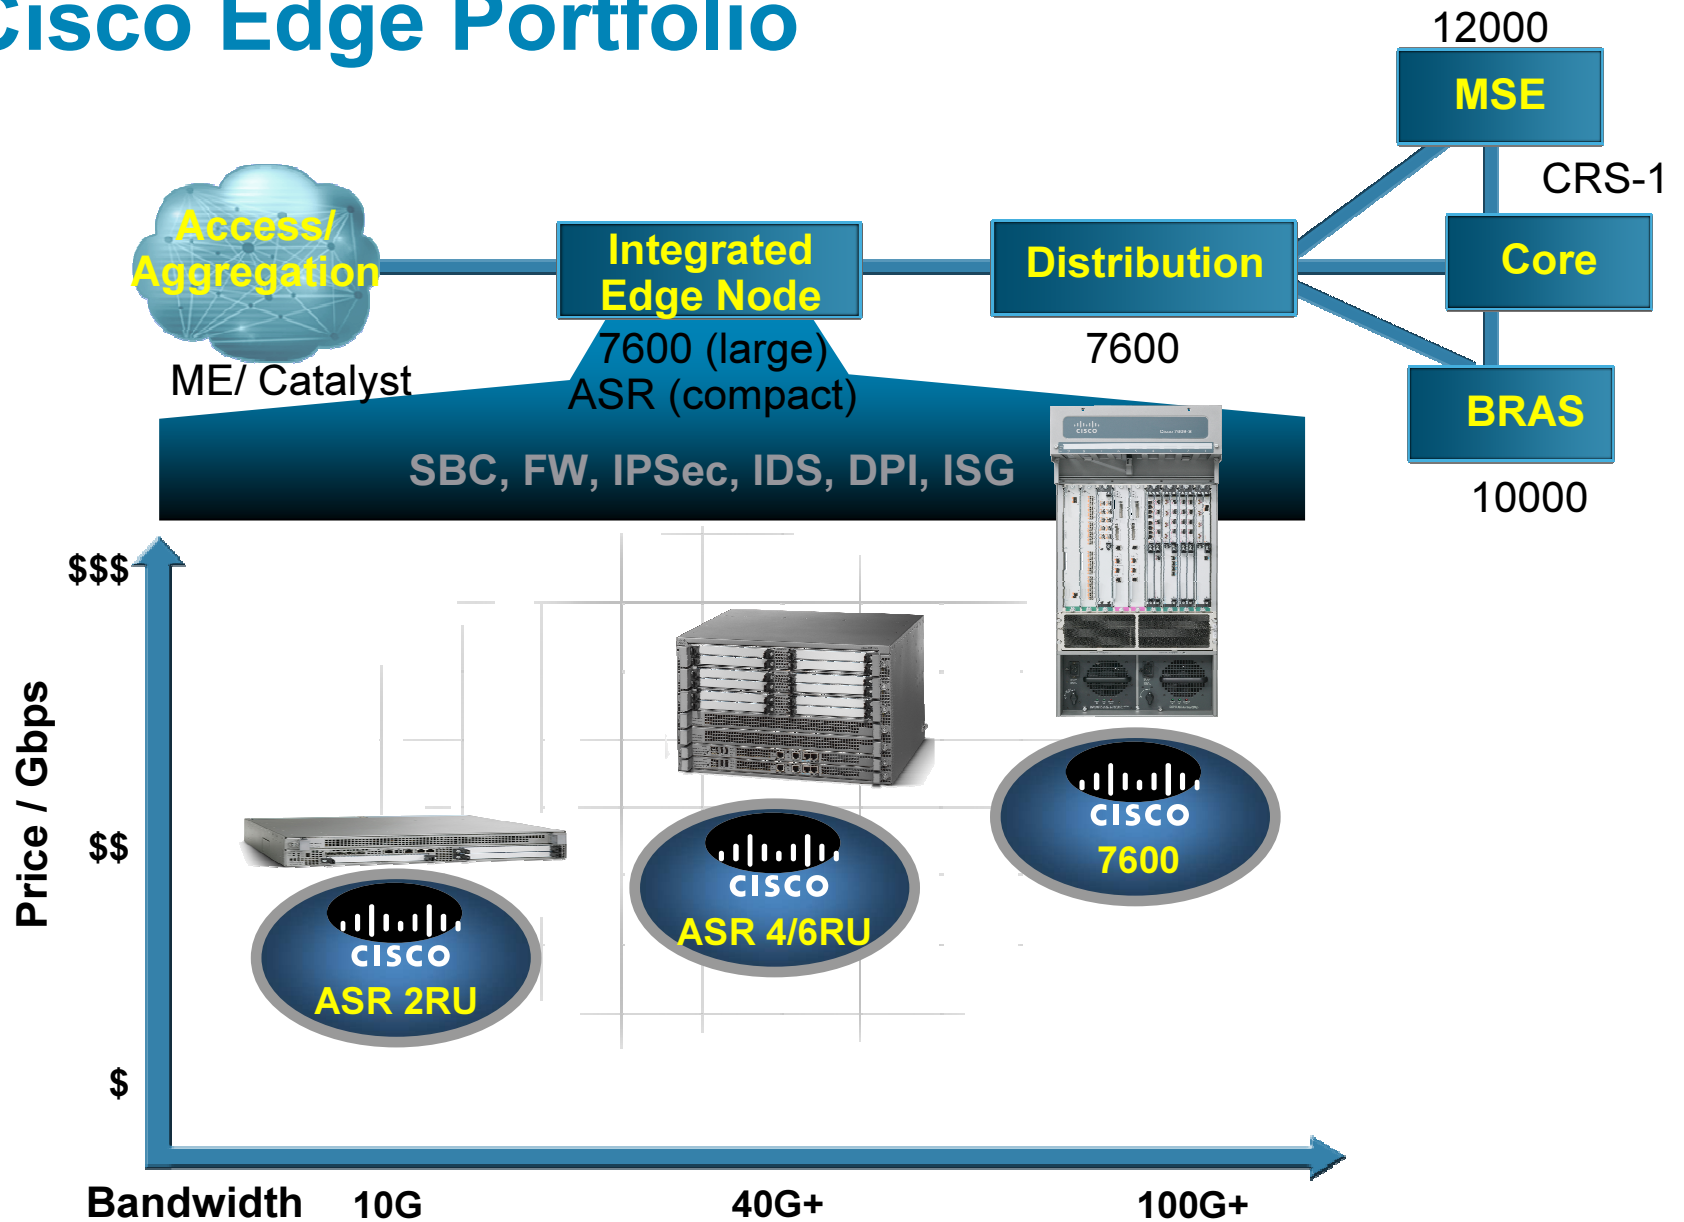 Cisco Edge Portfolio
12000
MSE
CRS-1
Access/
Aggregation
Integrated
Edge Node
Distribution
Core
7600 (large)
ASR (compact)
7600
ME/ Catalyst
BRAS
10000
SBC, FW, IPSec, IDS, DPI, ISG
CISCO
$$$
$$
$
Price / Gbps
CISCO
7600
CISCO
ASR 4/6RU
CISCO
ASR 2RU
Bandwidth
10G
40G+
100G+